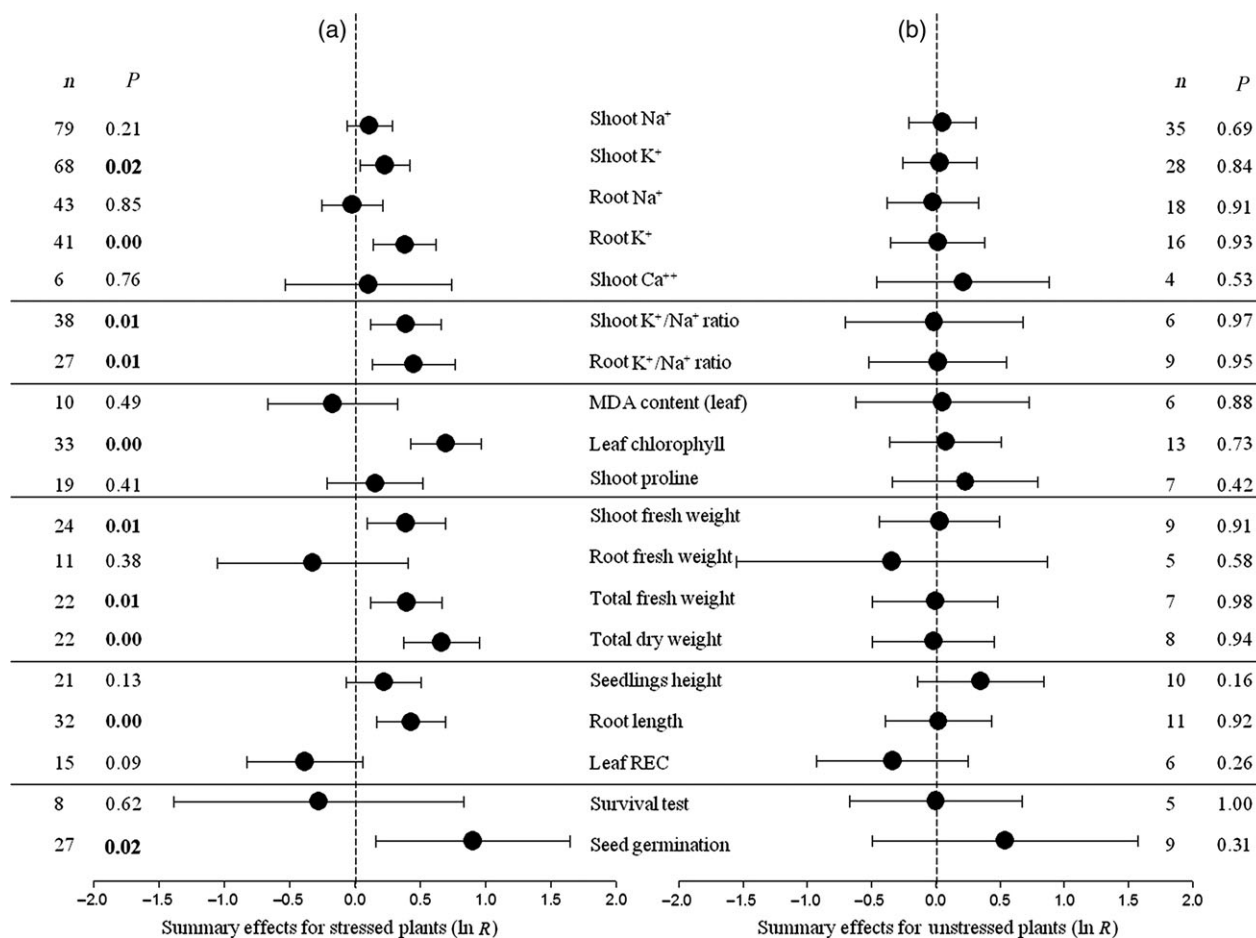 (a) (b)
n P n P
79 0.21 Shoot Na⁺ 35 0.69
68 0.02 Shoot K⁺ 28 0.84
43 0.85 Root Na⁺ 18 0.91
41 0.00 Root K⁺ 16 0.93
6 0.76 Shoot Ca⁺⁺ 4 0.53
38 0.01 Shoot K⁺/Na⁺ ratio 6 0.97
27 0.01 Root K⁺/Na⁺ ratio 9 0.95
10 0.49 MDA content (leaf) 6 0.88
33 0.00 Leaf chlorophyll 13 0.73
19 0.41 Shoot proline 7 0.42
24 0.01 Shoot fresh weight 9 0.91
11 0.38 Root fresh weight 5 0.58
22 0.01 Total fresh weight 7 0.98
22 0.00 Total dry weight 8 0.94
21 0.13 Seedlings height 10 0.16
32 0.00 Root length 11 0.92
15 0.09 Leaf REC 6 0.26
8 0.62 Survival test 5 1.00
27 0.02 Seed germination 9 0.31
−2.0 −1.5 −1.0 −0.5 0.0 0.5 1.0 1.5 2.0 −2.0 −1.5 −1.0 −0.5 0.0 0.5 1.0 1.5 2.0
Summary effects for stressed plants (ln R) Summary effects for unstressed plants (ln R)